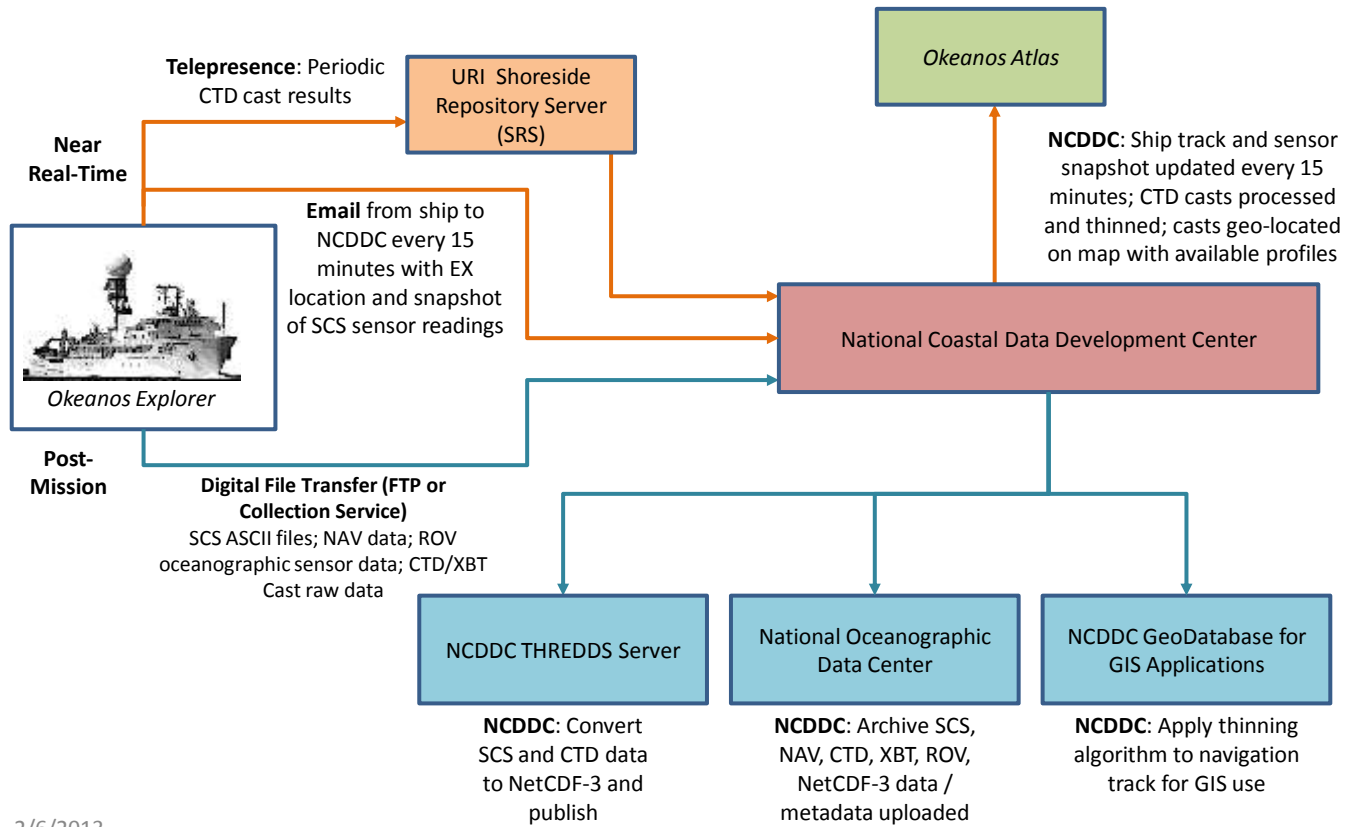 Telepresence: Periodic
CTD cast results
URI Shoreside
Repository Server
(SRS)
Okeanos Atlas
Near
Real-Time
NCDDC: Ship track and sensor
snapshot updated every 15
minutes; CTD casts processed
and thinned; casts geo-located
on map with available profiles
Email from ship to
NCDDC every 15
minutes with EX
location and snapshot
of SCS sensor readings
Okeanos Explorer
National Coastal Data Development Center
Post-
Mission
Digital File Transfer (FTP or
Collection Service)
SCS ASCII files; NAV data; ROV
oceanographic sensor data; CTD/XBT
Cast raw data
NCDDC THREDDS Server
National Oceanographic
Data Center
NCDDC GeoDatabase for
GIS Applications
NCDDC: Convert
SCS and CTD data
to NetCDF-3 and
publish
NCDDC: Archive SCS,
NAV, CTD, XBT, ROV,
NetCDF-3 data /
metadata uploaded
NCDDC: Apply thinning
algorithm to navigation
track for GIS use